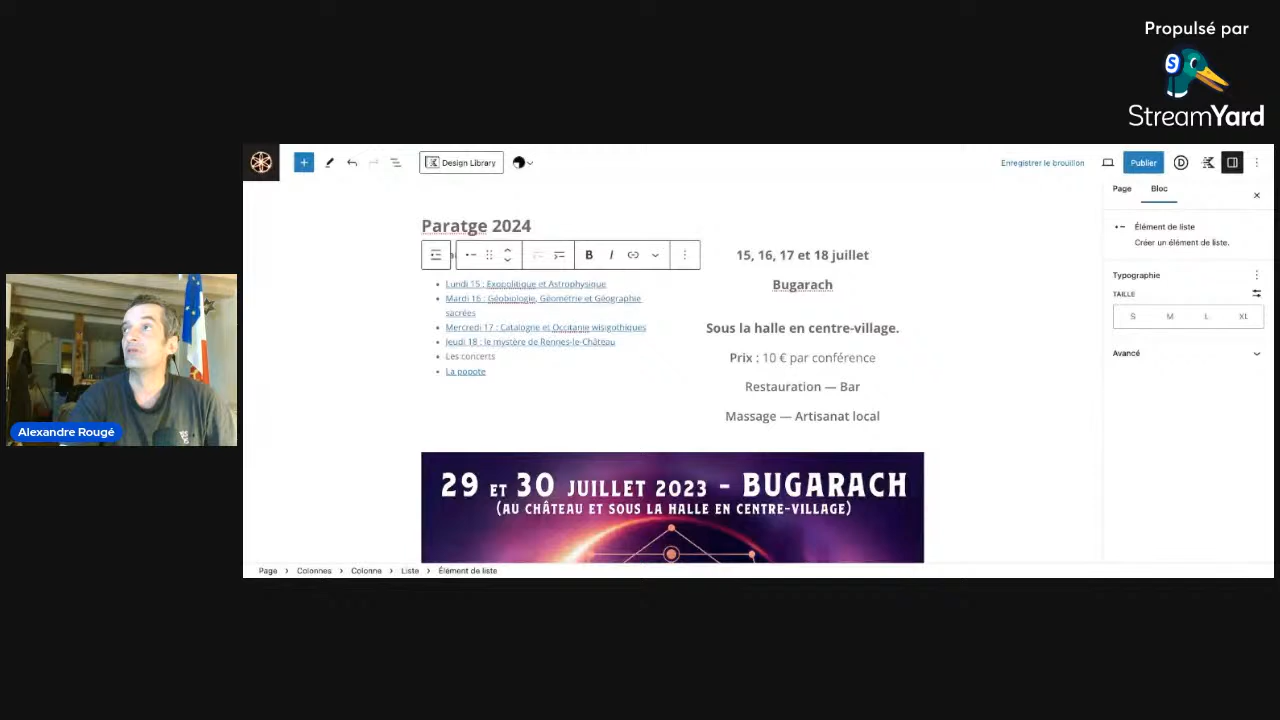 Propulsé par
StreamYard
Design Library
Enregistrer le brouillon
Publier
Page
Bloc
Paratge 2024
Élément de liste
Créer un élément de liste.
B
I
15, 16, 17 et 18 juillet
Lundi 15 : Exopolitique et Astrophysique
Bugarach
Typographie
Mardi 16 : Géobiologie, Géométrie et Géographie
sacrées
TAILLE
S M L XL
Mercredi 17 : Catalogne et Occitanie wisigothiques
Sous la halle en centre-village.
Jeudi 18 : le mystère de Rennes-le-Château
Les concerts
Prix : 10 € par conférence
Avancé
La popote
Restauration — Bar
Massage — Artisanat local
Alexandre Rougé
29 ET 30 JUILLET 2023 - BUGARACH
(AU CHÂTEAU ET SOUS LA HALLE EN CENTRE-VILLAGE)
Page > Colonnes > Colonne > Liste > Élément de liste